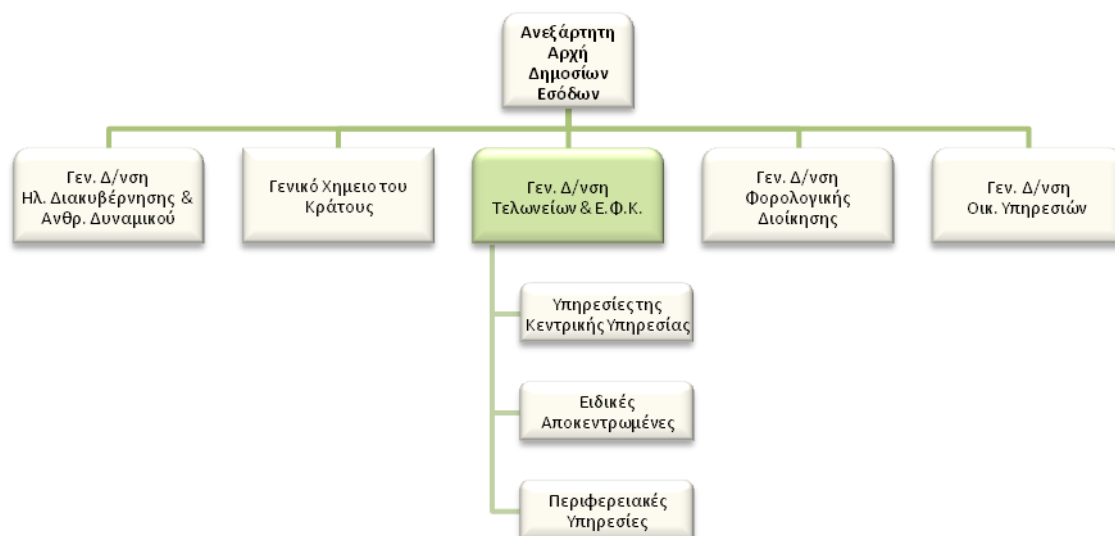 Ανεξάρτητη
Αρχή
Δημοσίων
Εσόδων
Γεν. Δ/νση
Ηλ. Διακυβέρνησης &
Ανθρ. Δυναμικού
Γενικό Χημειο του
Κράτους
Γεν. Δ/νση
Τελωνείων & Ε.Φ.Κ.
Γεν. Δ/νση
Φορολογικής
Διοίκησης
Γεν. Δ/νση
Οικ. Υπηρεσιών
Υπηρεσίες της
Κεντρικής Υπηρεσίας
Ειδικές
Αποκεντρωμένες
Περιφερειακές
Υπηρεσίες